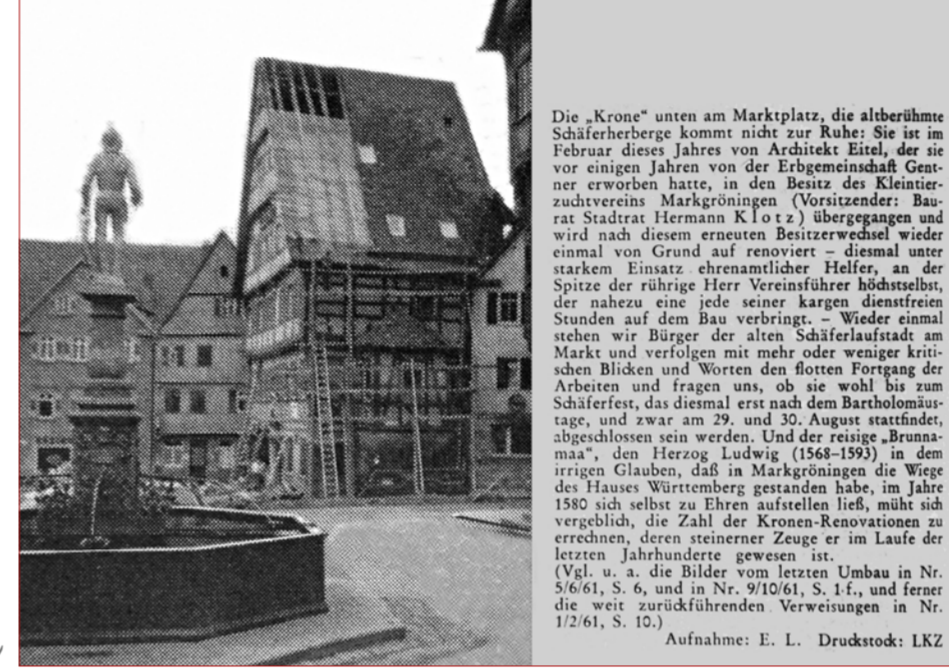 Die „Krone“ unten am Marktplatz, die altberühmte
Schäferherberge kommt nicht zur Ruhe: Sie ist im
Februar dieses Jahres von Architekt Eitel, der sie
vor einigen Jahren von der Erbgemeinschaft Gent-
ner erworben hatte, in den Besitz des Kleintier-
zuchtvereins Markgröningen (Vorsitzender: Bau-
rat Stadtrat Hermann Klotz) übergegangen und
wird nach diesem erneuten Besitzerwechsel wieder
einmal von Grund auf renoviert – diesmal unter
starkem Einsatz ehrenamtlicher Helfer, an der
Spitze der rührige Herr Vereinsführer höchstselbst,
der nahezu eine jede seiner kargen dienstfreien
Stunden auf dem Bau verbringt. – Wieder einmal
stehen wir Bürger der alten Schäferlaufstadt am
Markt und verfolgen mit mehr oder weniger kriti-
schen Blicken und Worten den flotten Fortgang der
Arbeiten und fragen uns, ob sie wohl bis zum
Schäferfest, das diesmal erst nach dem Bartholomäus-
tage, und zwar am 29. und 30. August stattfindet,
abgeschlossen sein werden. Und der reisige „Brunna-
maa“, den Herzog Ludwig (1568–1593) in dem
irrigen Glauben, daß in Markgröningen die Wiege
des Hauses Württemberg gestanden habe, im Jahre
1580 sich selbst zu Ehren aufstellen ließ, müht sich
vergeblich, die Zahl der Kronen-Renovationen zu
errechnen, deren steinerner Zeuge er im Laufe der
letzten Jahrhunderte gewesen ist.
(Vgl. u. a. die Bilder vom letzten Umbau in Nr.
5/6/61, S. 6, und in Nr. 9/10/61, S. 1 f., und ferner
die weit zurückführenden Verweisungen in Nr.
1/2/61, S. 10.)
Aufnahme: E. L. Druckstock: LKZ